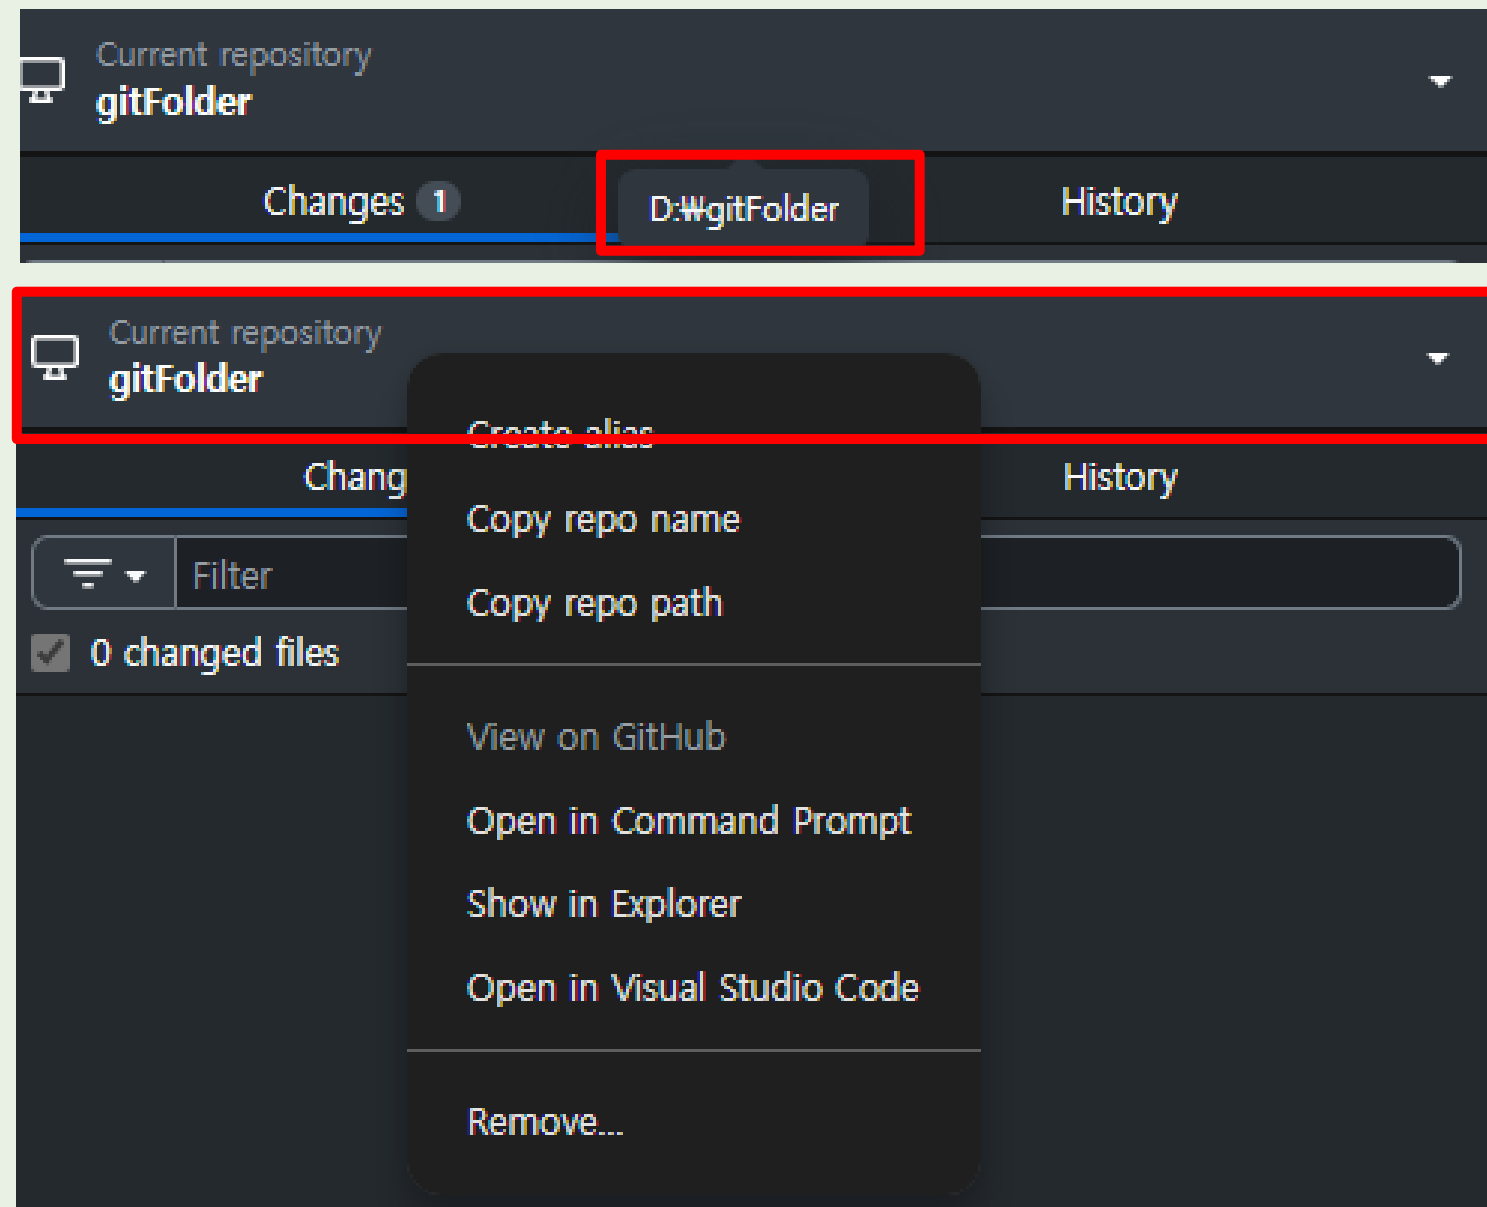 Current repository
gitFolder
Changes 1
D:₩gitFolder
History
Current repository
gitFolder
Create alias
Chang
History
Copy repo name
Filter
Copy repo path
0 changed files
View on GitHub
Open in Command Prompt
Show in Explorer
Open in Visual Studio Code
Remove...